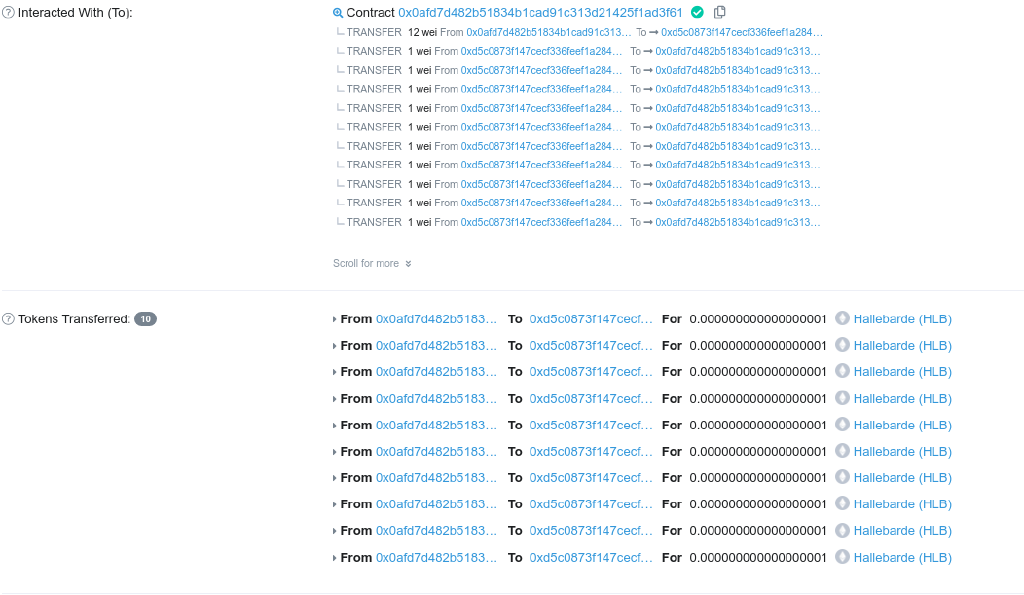 Interacted With (To):
Contract 0x0afd7d482b51834b1cad91c313d21425f1ad3f61
TRANSFER 12 wei From 0x0afd7d482b51834b1cad91c313... To → 0xd5c0873f147cecf336feef1a284...
TRANSFER 1 wei From 0xd5c0873f147cecf336feef1a284... To → 0x0afd7d482b51834b1cad91c313...
TRANSFER 1 wei From 0xd5c0873f147cecf336feef1a284... To → 0x0afd7d482b51834b1cad91c313...
TRANSFER 1 wei From 0xd5c0873f147cecf336feef1a284... To → 0x0afd7d482b51834b1cad91c313...
TRANSFER 1 wei From 0xd5c0873f147cecf336feef1a284... To → 0x0afd7d482b51834b1cad91c313...
TRANSFER 1 wei From 0xd5c0873f147cecf336feef1a284... To → 0x0afd7d482b51834b1cad91c313...
TRANSFER 1 wei From 0xd5c0873f147cecf336feef1a284... To → 0x0afd7d482b51834b1cad91c313...
TRANSFER 1 wei From 0xd5c0873f147cecf336feef1a284... To → 0x0afd7d482b51834b1cad91c313...
TRANSFER 1 wei From 0xd5c0873f147cecf336feef1a284... To → 0x0afd7d482b51834b1cad91c313...
TRANSFER 1 wei From 0xd5c0873f147cecf336feef1a284... To → 0x0afd7d482b51834b1cad91c313...
TRANSFER 1 wei From 0xd5c0873f147cecf336feef1a284... To → 0x0afd7d482b51834b1cad91c313...
Scroll for more
Tokens Transferred: 10
From 0x0afd7d482b5183... To 0xd5c0873f147cecf... For 0.000000000000000001 Hallebarde (HLB)
From 0x0afd7d482b5183... To 0xd5c0873f147cecf... For 0.000000000000000001 Hallebarde (HLB)
From 0x0afd7d482b5183... To 0xd5c0873f147cecf... For 0.000000000000000001 Hallebarde (HLB)
From 0x0afd7d482b5183... To 0xd5c0873f147cecf... For 0.000000000000000001 Hallebarde (HLB)
From 0x0afd7d482b5183... To 0xd5c0873f147cecf... For 0.000000000000000001 Hallebarde (HLB)
From 0x0afd7d482b5183... To 0xd5c0873f147cecf... For 0.000000000000000001 Hallebarde (HLB)
From 0x0afd7d482b5183... To 0xd5c0873f147cecf... For 0.000000000000000001 Hallebarde (HLB)
From 0x0afd7d482b5183... To 0xd5c0873f147cecf... For 0.000000000000000001 Hallebarde (HLB)
From 0x0afd7d482b5183... To 0xd5c0873f147cecf... For 0.000000000000000001 Hallebarde (HLB)
From 0x0afd7d482b5183... To 0xd5c0873f147cecf... For 0.000000000000000001 Hallebarde (HLB)